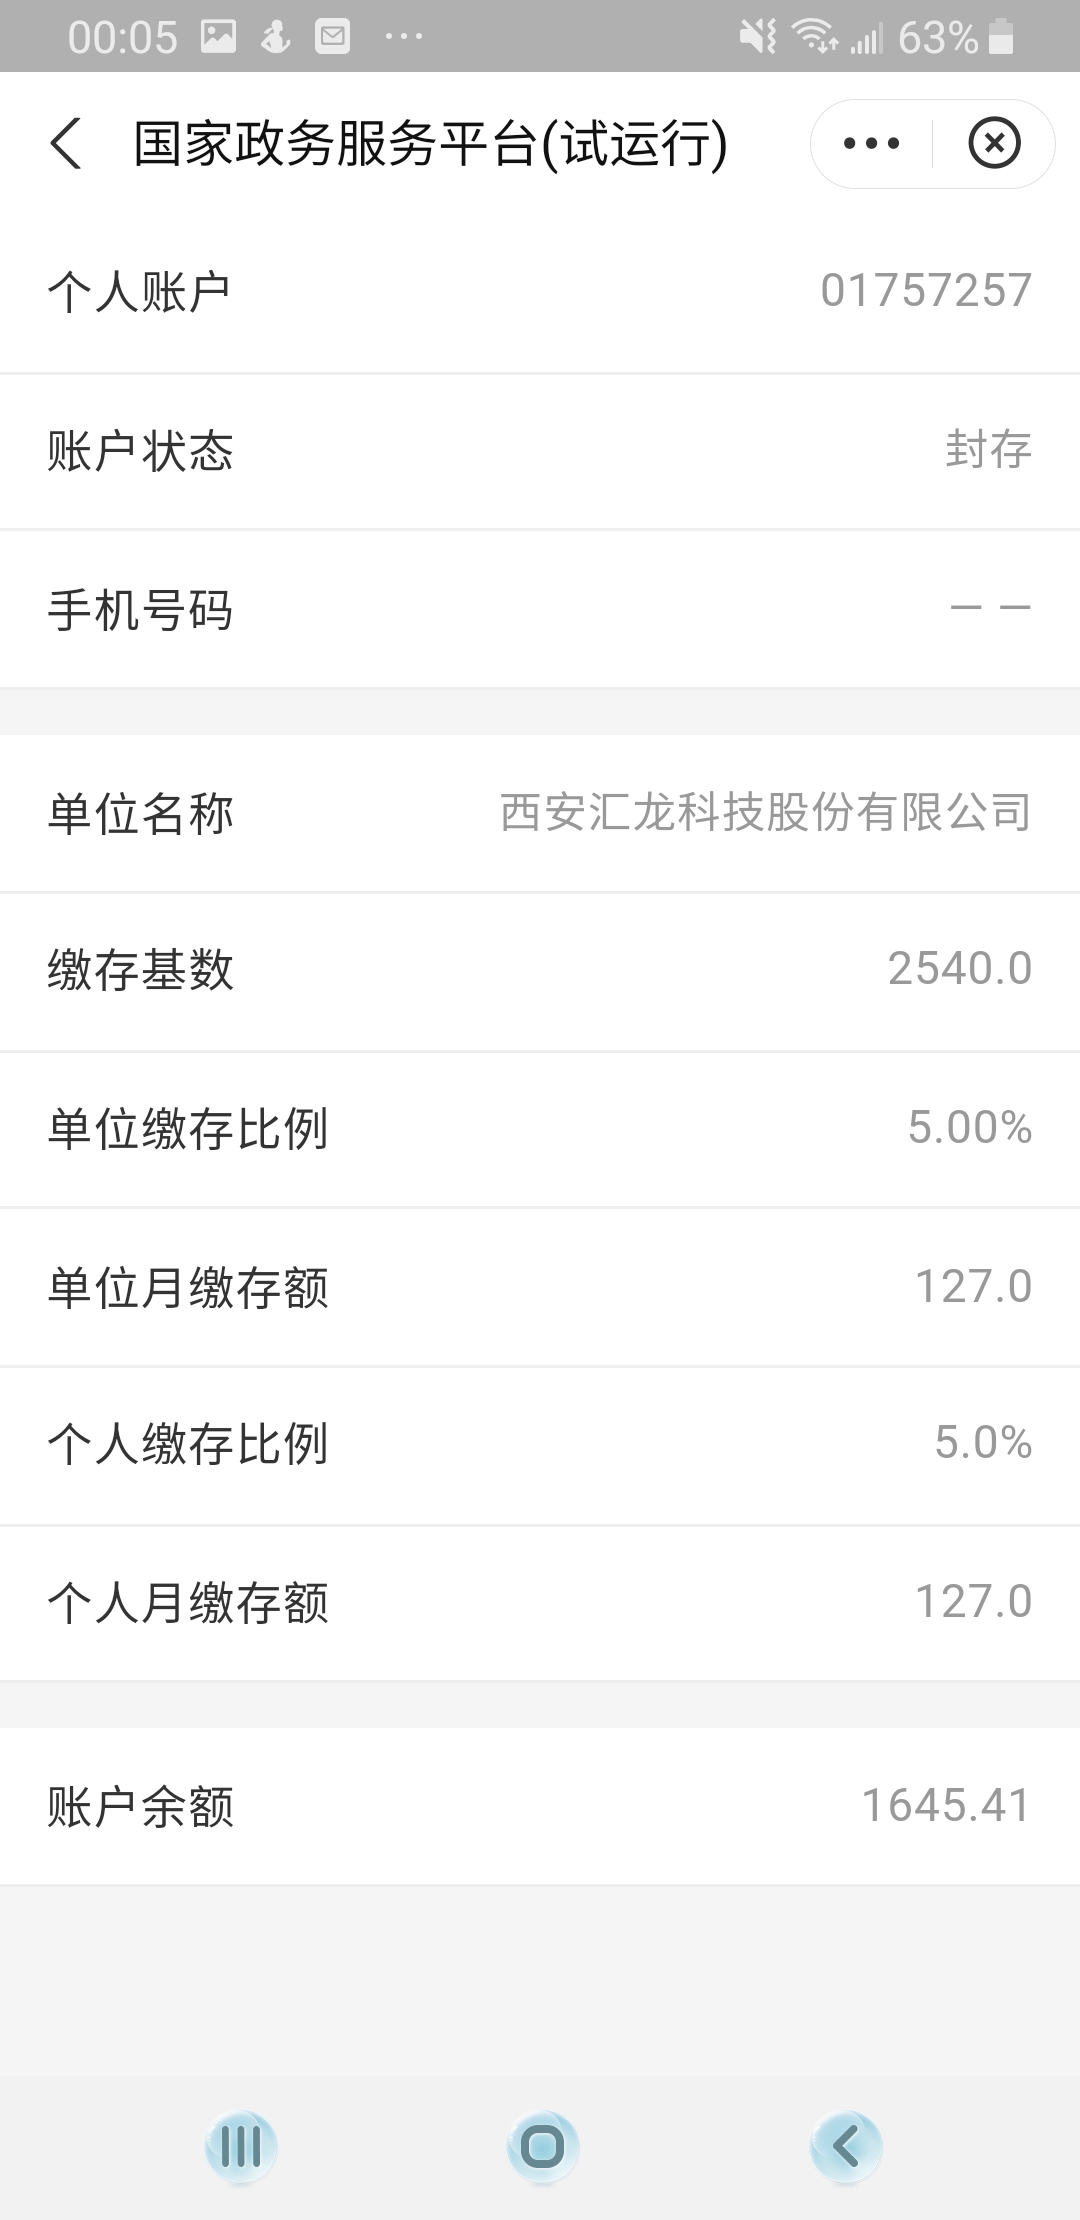 00:05 63%
国家政务服务平台(试运行)
个人账户 01757257
账户状态 封存
手机号码 — —
单位名称 西安汇龙科技股份有限公司
缴存基数 2540.0
单位缴存比例 5.00%
单位月缴存额 127.0
个人缴存比例 5.0%
个人月缴存额 127.0
账户余额 1645.41